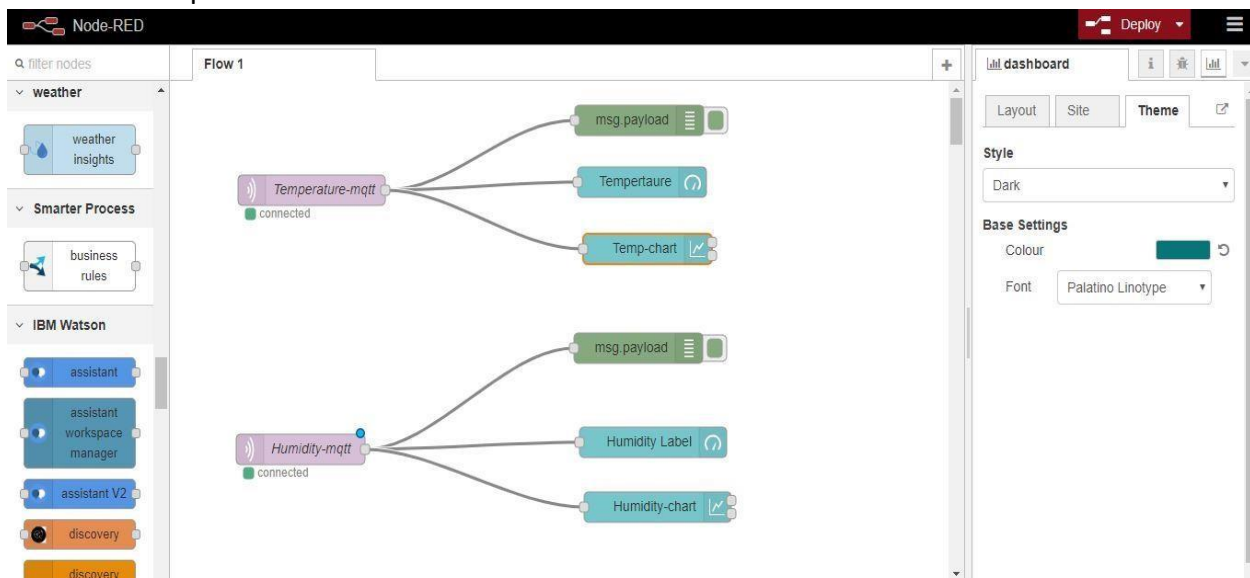 Node-RED
Deploy
filter nodes
weather
weather
insights
Smarter Process
business
rules
IBM Watson
assistant
assistant
workspace
manager
assistant V2
discovery
discovery
Flow 1
+
msg.payload
Temperature-mqtt
connected
Tempertaure
Temp-chart
msg.payload
Humidity-mqtt
connected
Humidity Label
Humidity-chart
dashboard
i
Layout
Site
Theme
Style
Dark
Base Settings
Colour
Font
Palatino Linotype